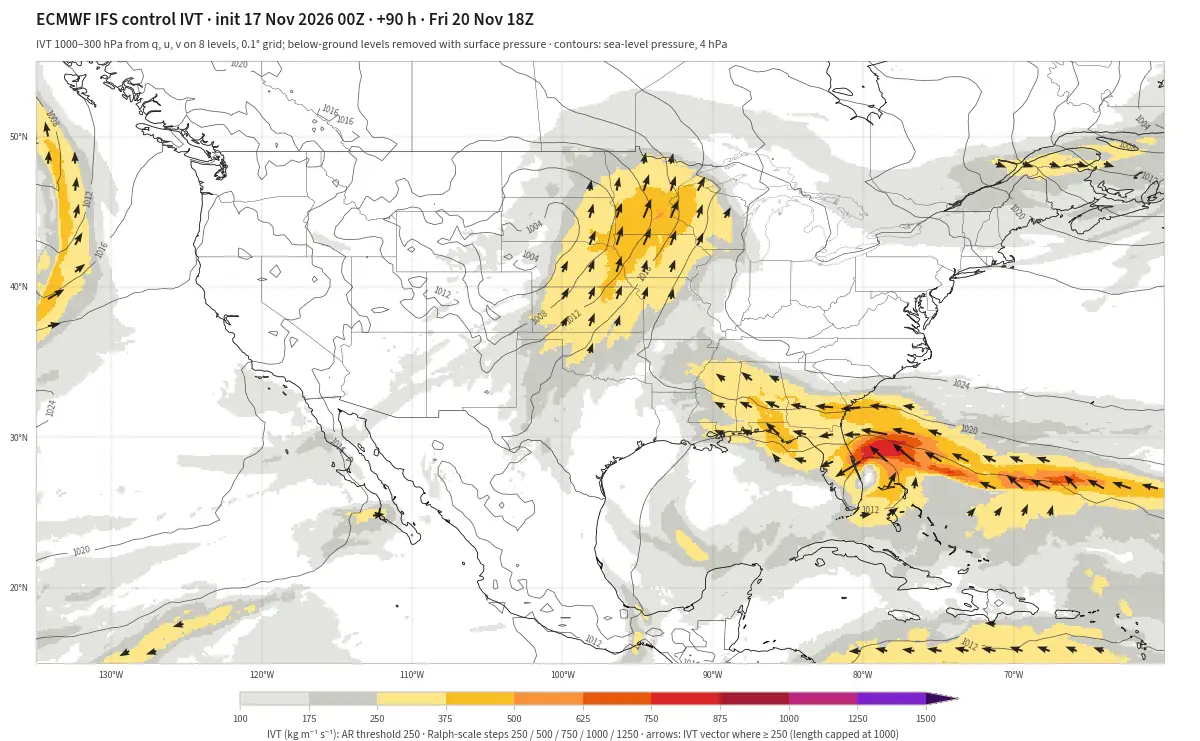 ECMWF IFS control IVT · init 17 Nov 2026 00Z · +90 h · Fri 20 Nov 18Z
IVT 1000–300 hPa from q, u, v on 8 levels, 0.1° grid; below-ground levels removed with surface pressure · contours: sea-level pressure, 4 hPa
1020
1016
1016
1008
1004
50°N
1012
1012
1020
1004
1016
1004
1016
40°N
1012
1008
1012
1024
1024
1020
30°N
1012
1020
20°N
1012
1012
130°W
120°W
110°W
100°W
90°W
80°W
70°W
100
175
250
375
500
625
750
875
1000
1250
1500
IVT (kg m⁻¹ s⁻¹): AR threshold 250 · Ralph-scale steps 250 / 500 / 750 / 1000 / 1250 · arrows: IVT vector where ≥ 250 (length capped at 1000)